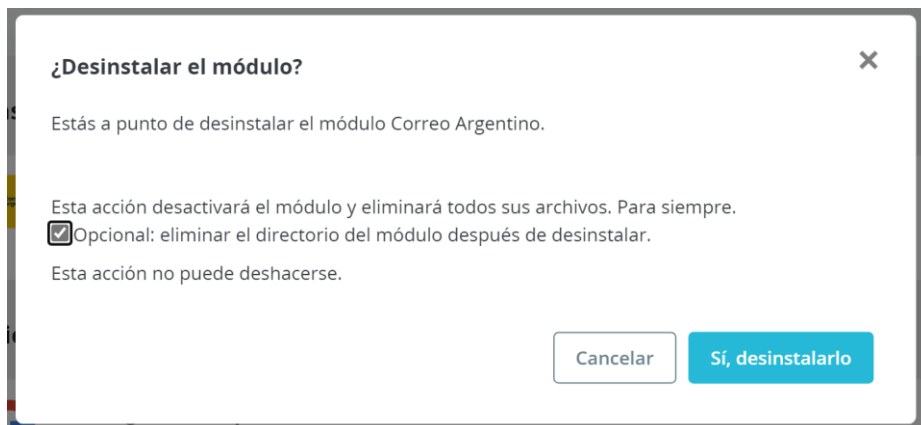 ¿Desinstalar el módulo?
Estás a punto de desinstalar el módulo Correo Argentino.
Esta acción desactivará el módulo y eliminará todos sus archivos. Para siempre.
Opcional: eliminar el directorio del módulo después de desinstalar.
Esta acción no puede deshacerse.
Cancelar
Sí, desinstalarlo